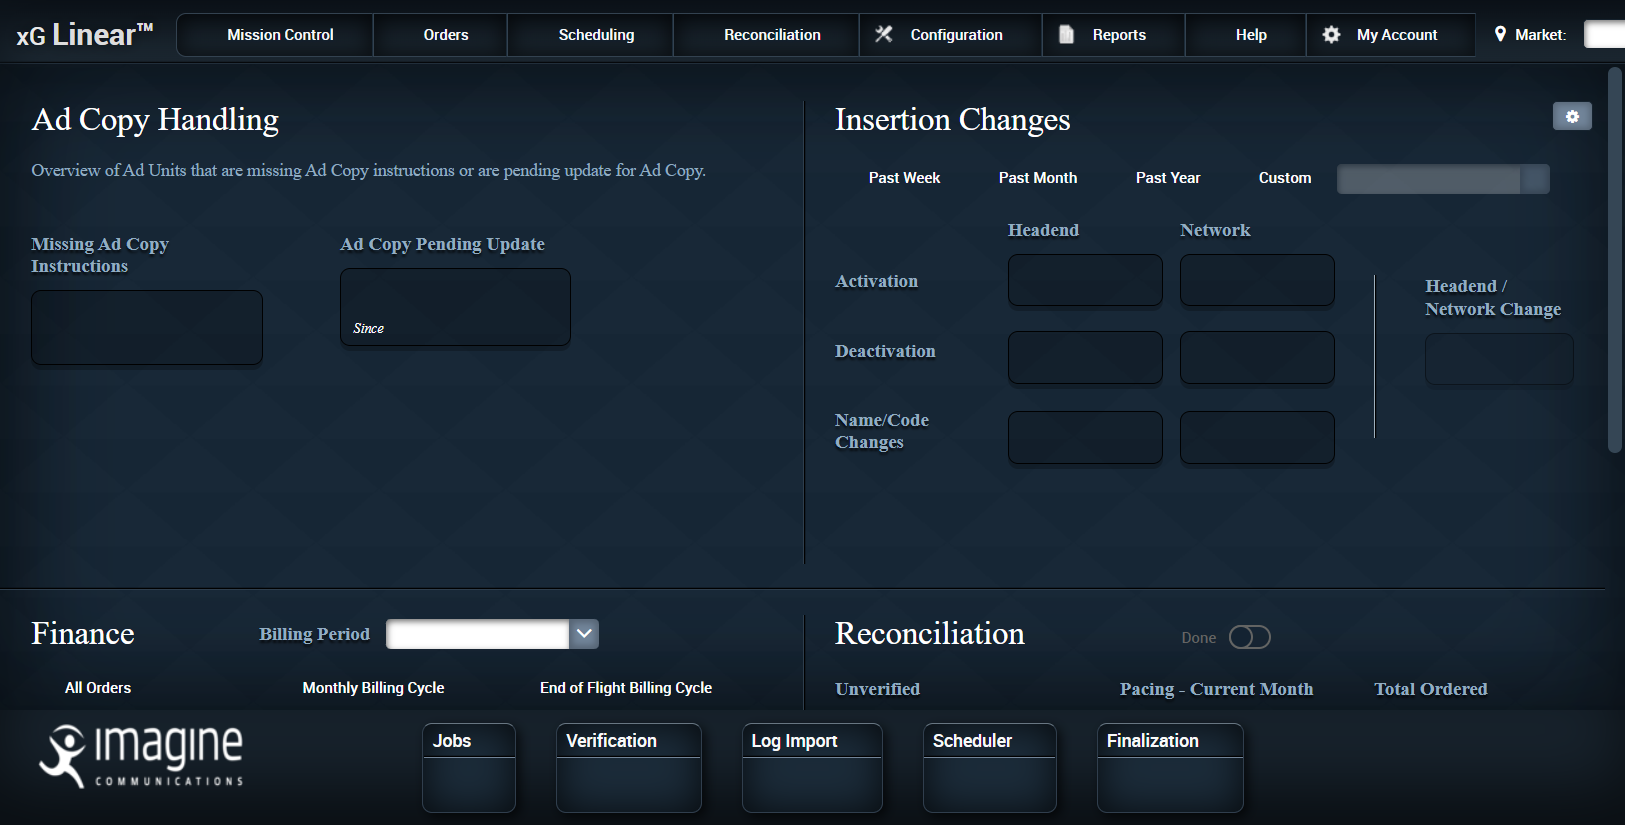 xG Linear™
Mission Control
Orders
Scheduling
Reconciliation
Configuration
Reports
Help
My Account
Market:
Ad Copy Handling
Overview of Ad Units that are missing Ad Copy instructions or are pending update for Ad Copy.
Missing Ad Copy
Instructions
Ad Copy Pending Update
Since
Insertion Changes
Past Week
Past Month
Past Year
Custom
Headend
Network
Activation
Deactivation
Name/Code
Changes
Headend /
Network Change
Finance
Billing Period
All Orders
Monthly Billing Cycle
End of Flight Billing Cycle
Reconciliation
Done
Unverified
Pacing - Current Month
Total Ordered
imagine
COMMUNICATIONS
Jobs
Verification
Log Import
Scheduler
Finalization